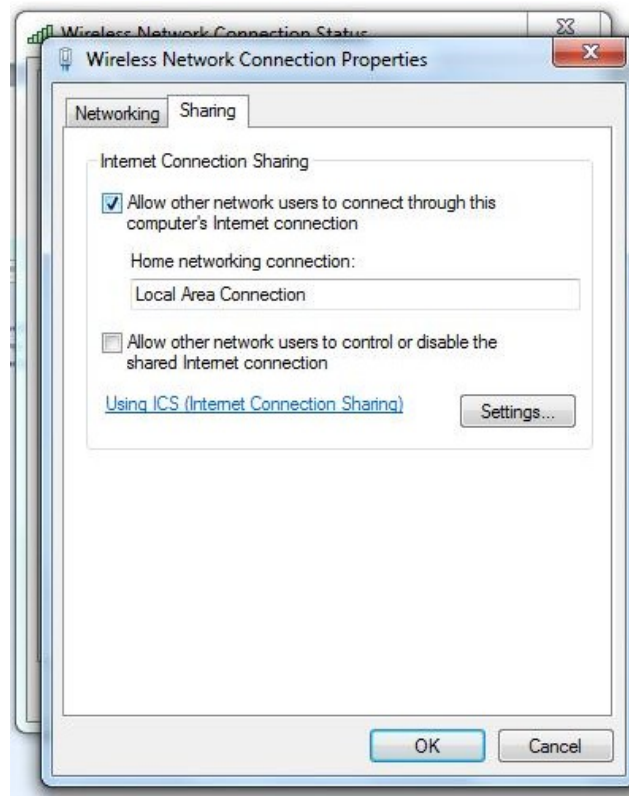 Wireless Network Connection Status
Wireless Network Connection Properties
Networking
Sharing
Internet Connection Sharing
Allow other network users to connect through this
computer's Internet connection
Home networking connection:
Local Area Connection
Allow other network users to control or disable the
shared Internet connection
Using ICS (Internet Connection Sharing)
Settings...
OK
Cancel